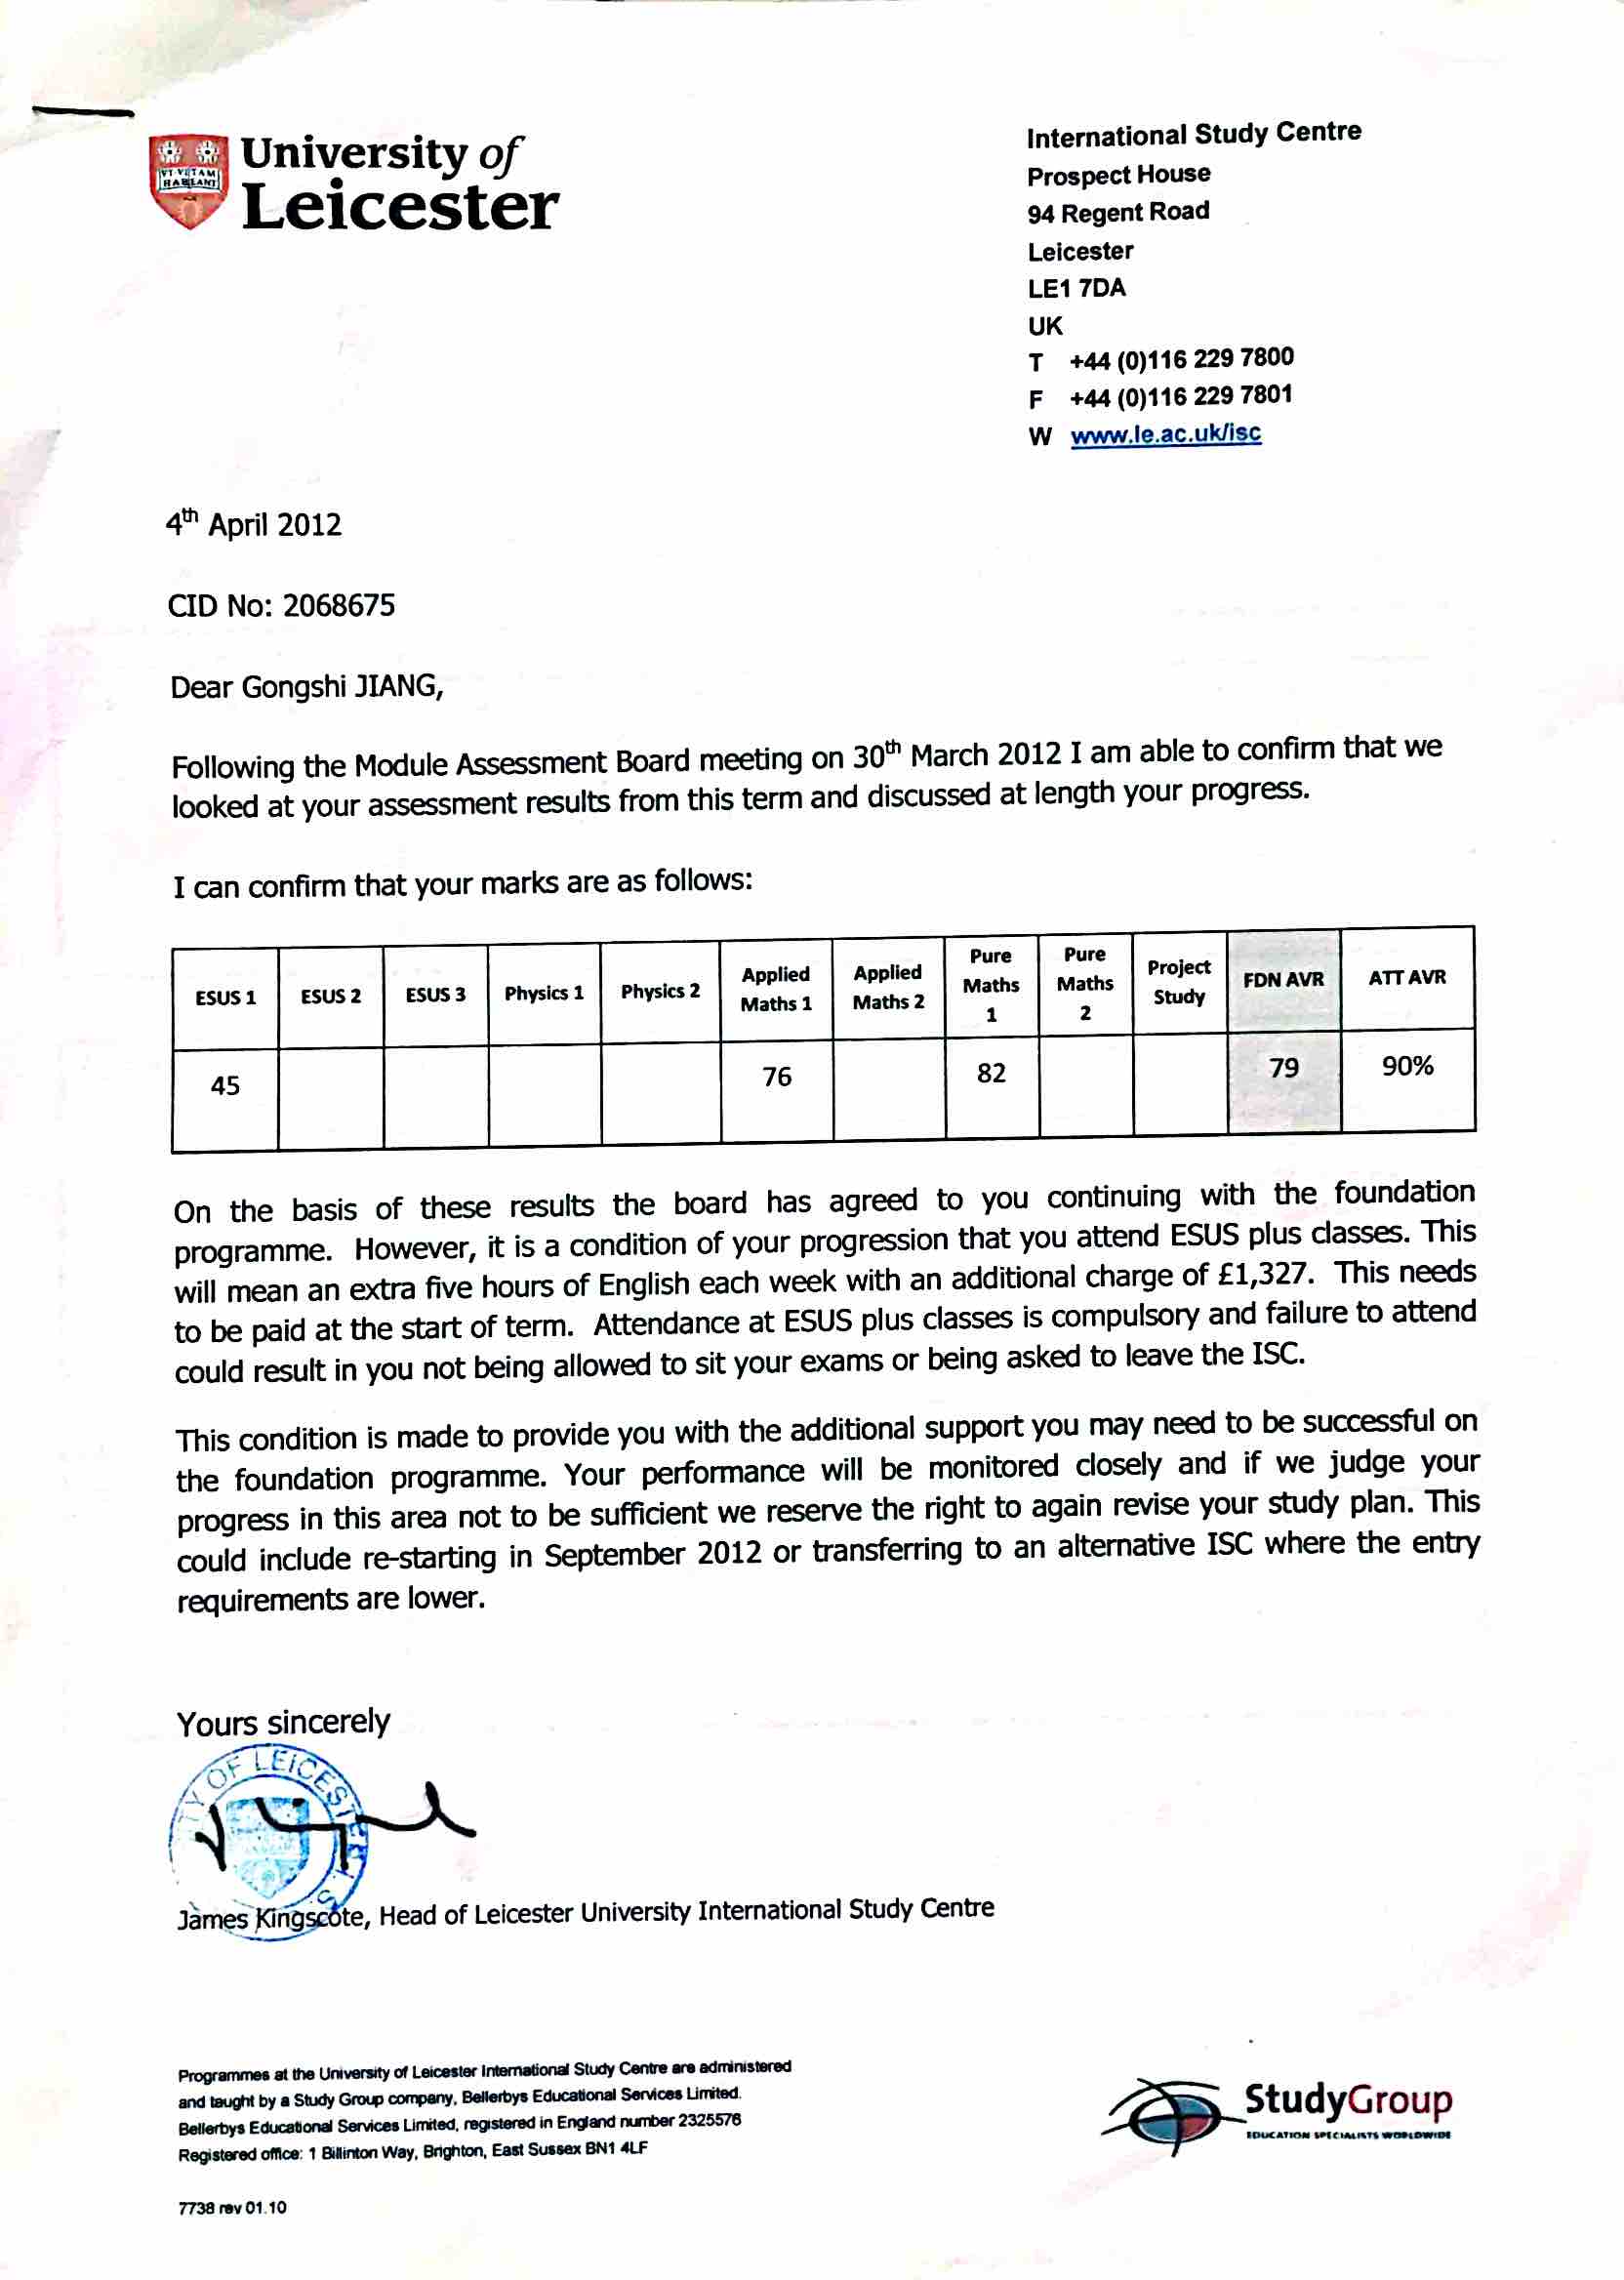 University of
Leicester
VT VITAM
HABEANT
International Study Centre
Prospect House
94 Regent Road
Leicester
LE1 7DA
UK
T +44 (0)116 229 7800
F +44 (0)116 229 7801
W www.le.ac.uk/isc
4th April 2012
CID No: 2068675
Dear Gongshi JIANG,
Following the Module Assessment Board meeting on 30th March 2012 I am able to confirm that we
looked at your assessment results from this term and discussed at length your progress.
I can confirm that your marks are as follows:
ESUS 1 ESUS 2 ESUS 3 Physics 1 Physics 2 Applied Maths 1 Applied Maths 2 Pure Maths 1 Pure Maths 2 Project Study FDN AVR ATT AVR
45 76 82 79 90%
On the basis of these results the board has agreed to you continuing with the foundation
programme. However, it is a condition of your progression that you attend ESUS plus classes. This
will mean an extra five hours of English each week with an additional charge of £1,327. This needs
to be paid at the start of term. Attendance at ESUS plus classes is compulsory and failure to attend
could result in you not being allowed to sit your exams or being asked to leave the ISC.
This condition is made to provide you with the additional support you may need to be successful on
the foundation programme. Your performance will be monitored closely and if we judge your
progress in this area not to be sufficient we reserve the right to again revise your study plan. This
could include re-starting in September 2012 or transferring to an alternative ISC where the entry
requirements are lower.
Yours sincerely
OF LEICESTER
James Kingscote, Head of Leicester University International Study Centre
Programmes at the University of Leicester International Study Centre are administered
and taught by a Study Group company, Bellerbys Educational Services Limited.
Bellerbys Educational Services Limited, registered in England number 2325576
Registered office: 1 Billinton Way, Brighton, East Sussex BN1 4LF
StudyGroup
EDUCATION SPECIALISTS WORLDWIDE
7738 rev 01.10